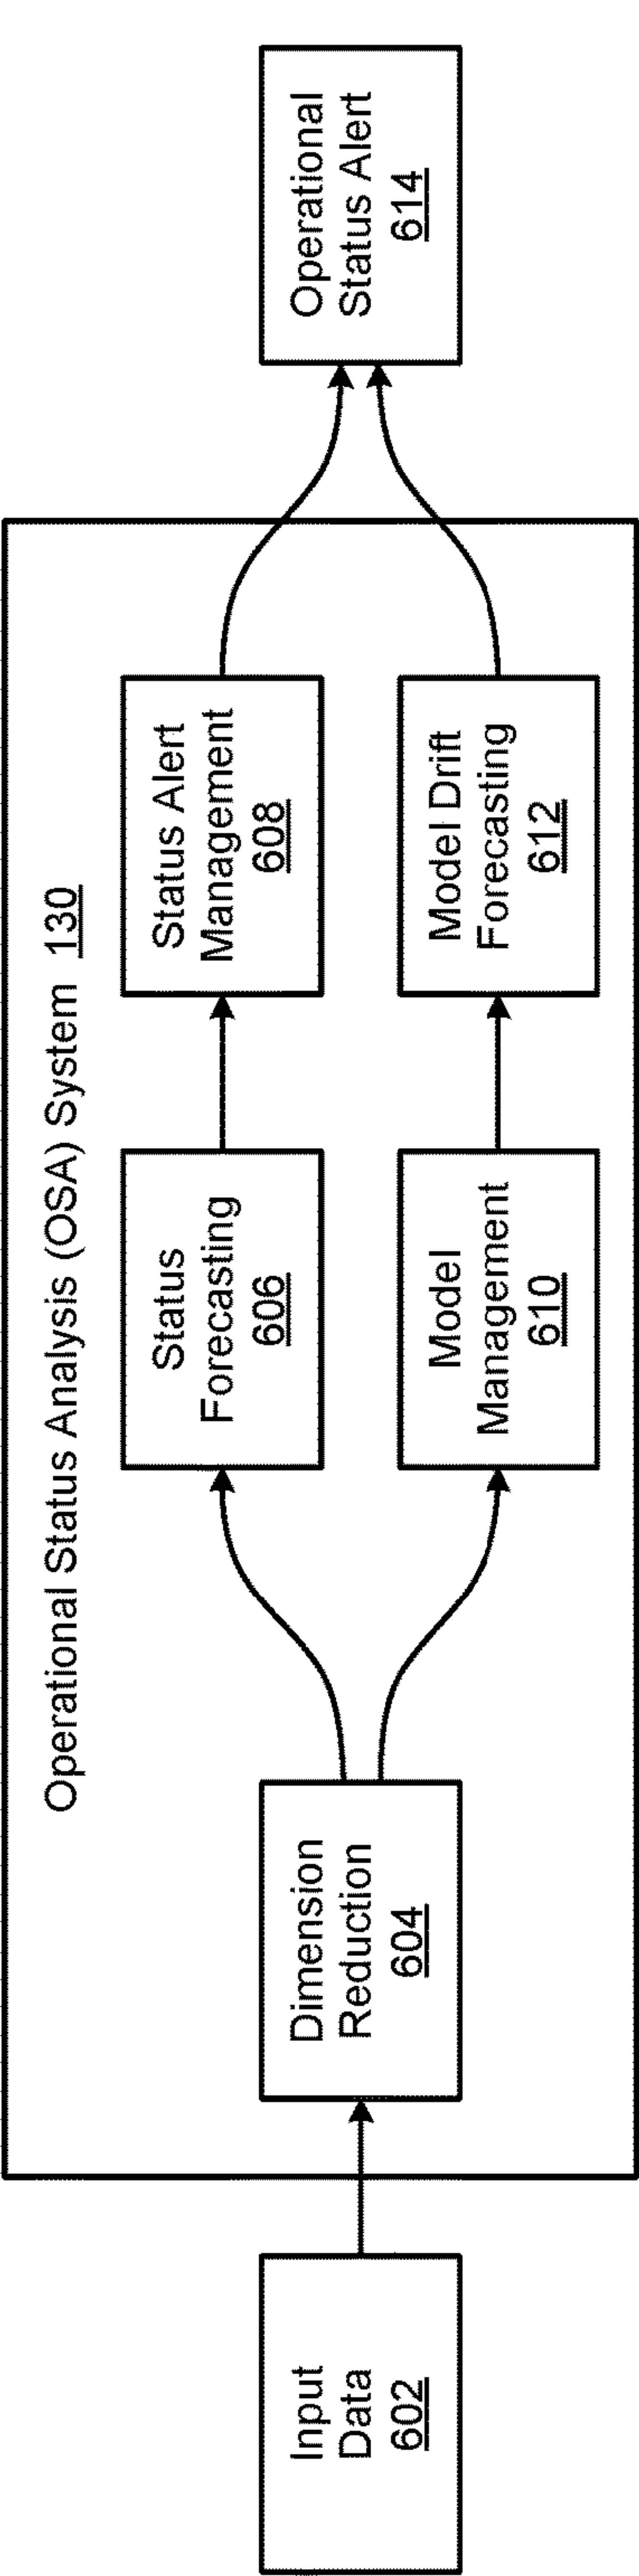 Operational Status Analysis (OSA) System 130
Input
Data
602
Dimension
Reduction
604
Status
Forecasting
606
Status Alert
Management
608
Model
Management
610
Model Drift
Forecasting
612
Operational
Status Alert
614